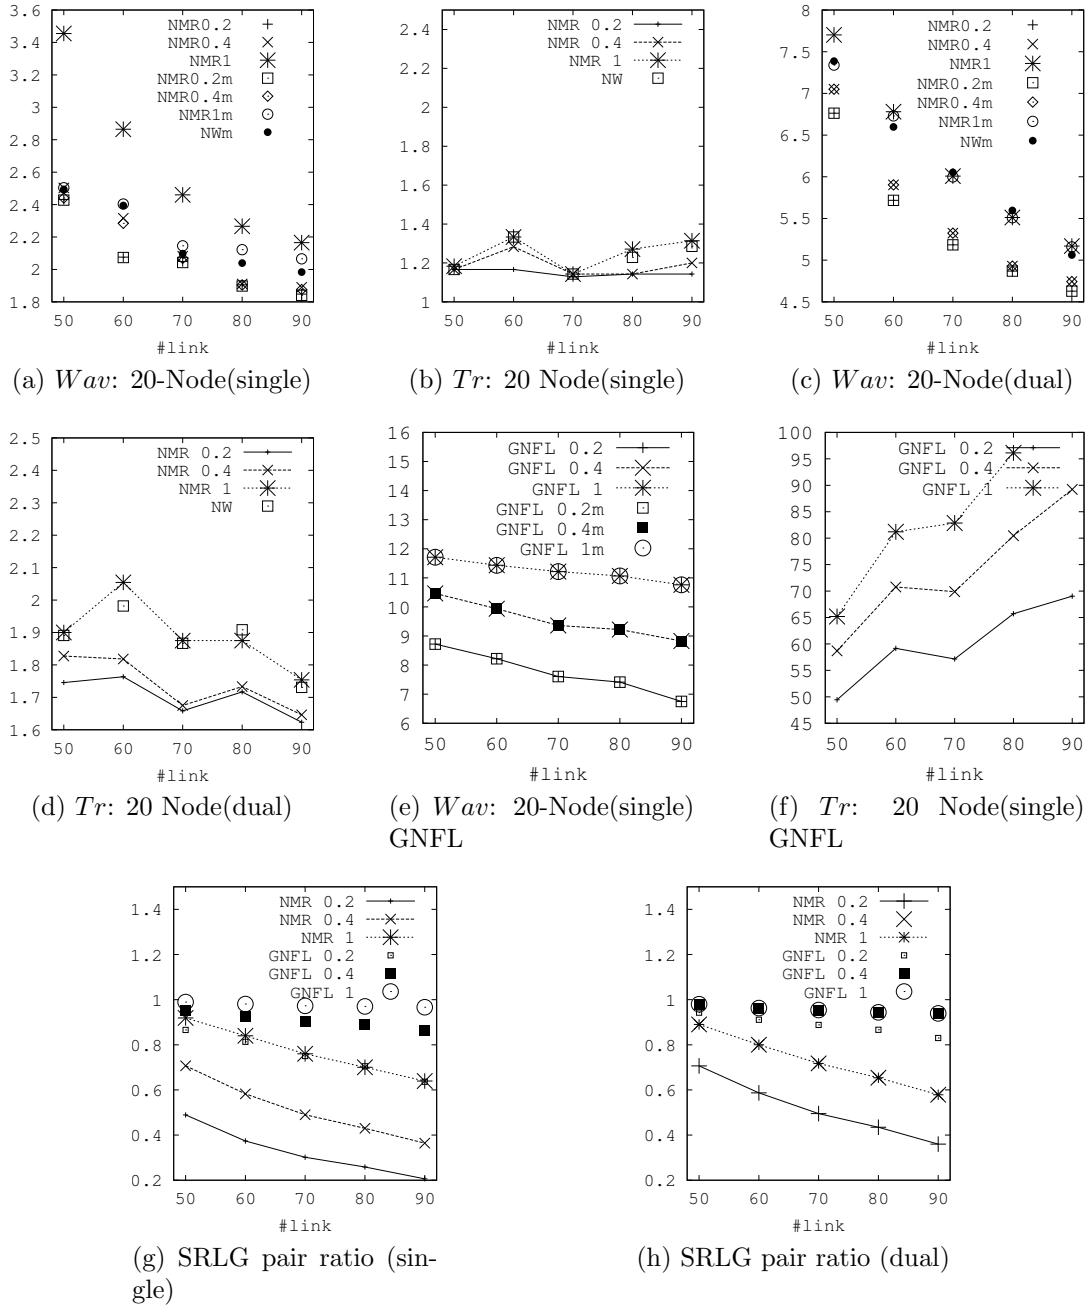 3.6
3.4
3.2
3
2.8
2.6
2.4
2.2
2
1.8
NMR0.2
NMR0.4
NMR1
NMR0.2m
NMR0.4m
NMR1m
NWm
50 60 70 80 90
#link
(a) Wav: 20-Node(single)
2.4
2.2
2
1.8
1.6
1.4
1.2
1
NMR 0.2
NMR 0.4
NMR 1
NW
50 60 70 80 90
#link
(b) Tr: 20 Node(single)
8
7.5
7
6.5
6
5.5
5
4.5
NMR0.2
NMR0.4
NMR1
NMR0.2m
NMR0.4m
NMR1m
NWm
50 60 70 80 90
#link
(c) Wav: 20-Node(dual)
2.5
2.4
2.3
2.2
2.1
2
1.9
1.8
1.7
1.6
NMR 0.2
NMR 0.4
NMR 1
NW
50 60 70 80 90
#link
(d) Tr: 20 Node(dual)
16
15
14
13
12
11
10
9
8
7
6
GNFL 0.2
GNFL 0.4
GNFL 1
GNFL 0.2m
GNFL 0.4m
GNFL 1m
50 60 70 80 90
#link
(e) Wav: 20-Node(single)
GNFL
100
95
90
85
80
75
70
65
60
55
50
45
GNFL 0.2
GNFL 0.4
GNFL 1
50 60 70 80 90
#link
(f) Tr: 20 Node(single)
GNFL
1.4
1.2
1
0.8
0.6
0.4
0.2
NMR 0.2
NMR 0.4
NMR 1
GNFL 0.2
GNFL 0.4
GNFL 1
50 60 70 80 90
#link
(g) SRLG pair ratio (sin-
gle)
1.4
1.2
1
0.8
0.6
0.4
0.2
NMR 0.2
NMR 0.4
NMR 1
GNFL 0.2
GNFL 0.4
GNFL 1
50 60 70 80 90
#link
(h) SRLG pair ratio (dual)